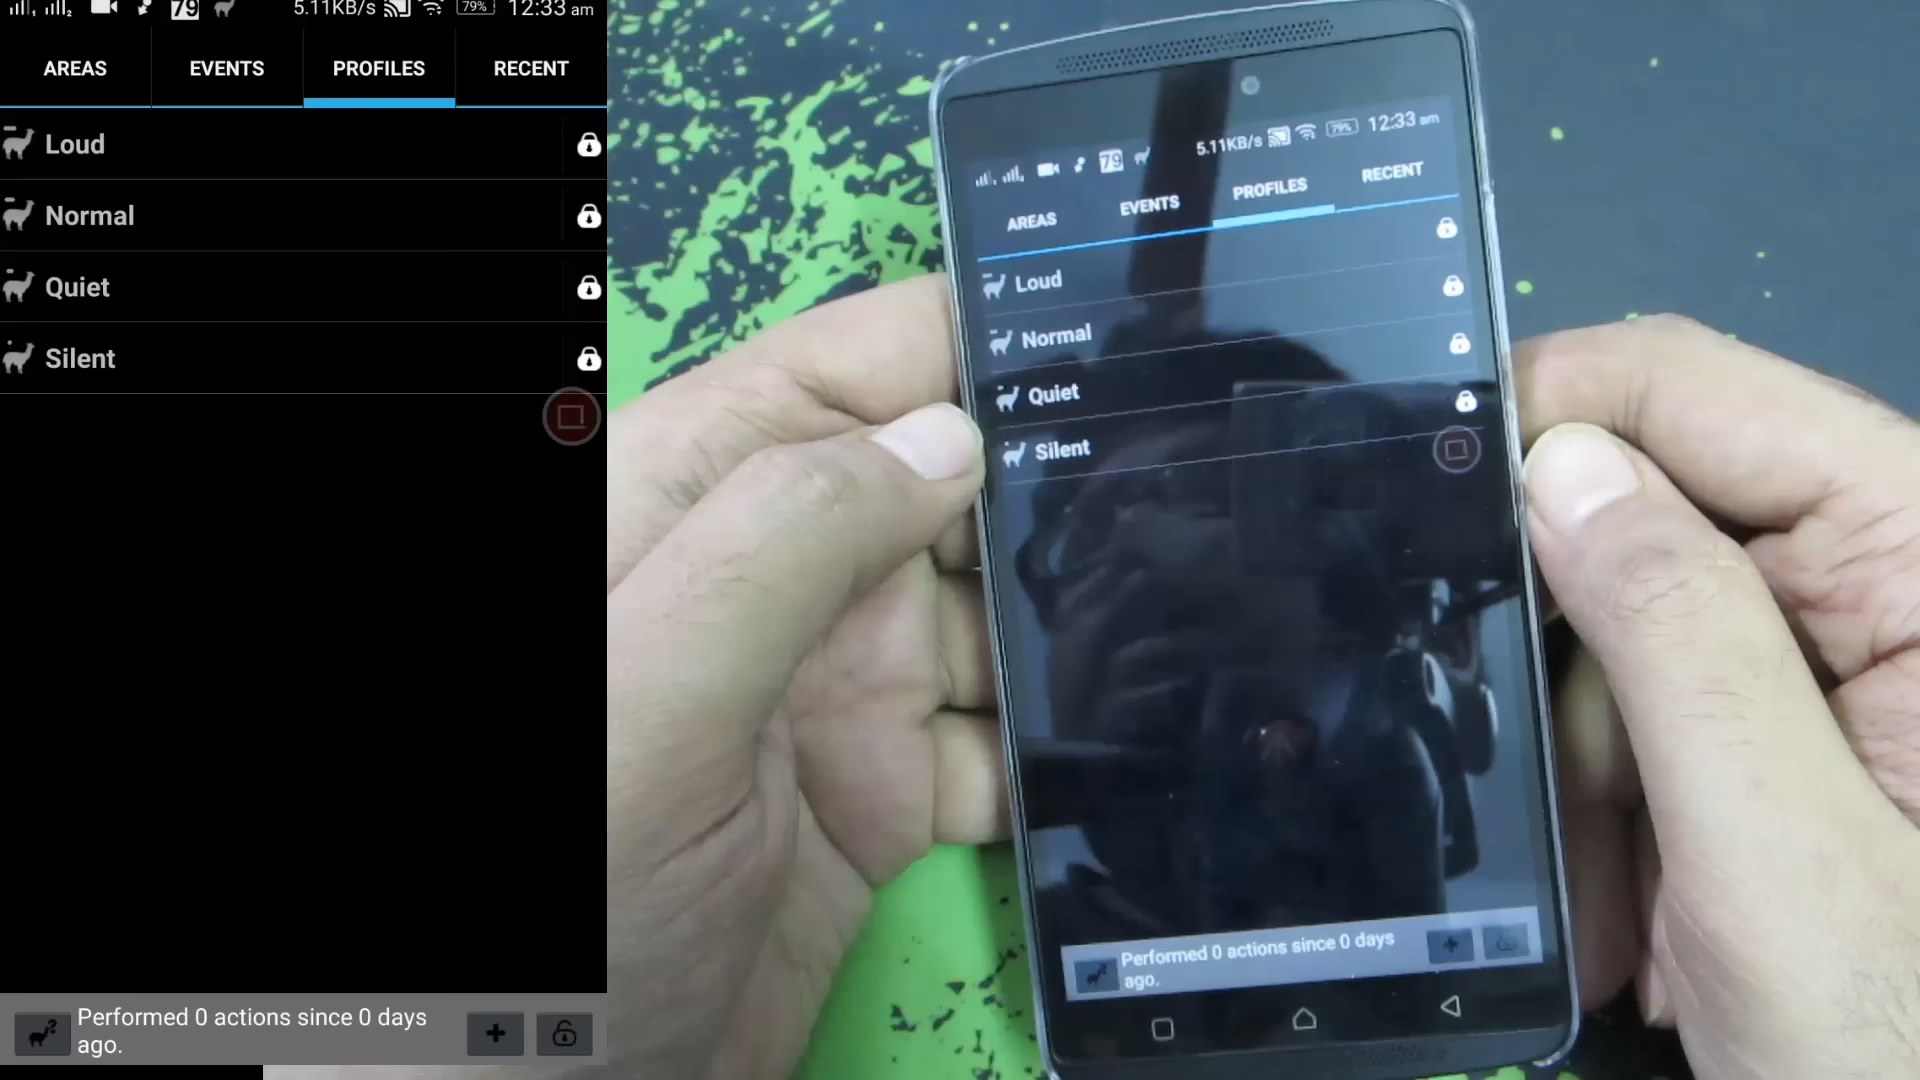 79 5.11KB/s 79% 12:33 am
AREAS EVENTS PROFILES RECENT
Loud
Normal
Quiet
Silent
Performed 0 actions since 0 days
ago.
79 5.11KB/s 79% 12:33 am
AREAS EVENTS PROFILES RECENT
Loud
Normal
Quiet
Silent
Performed 0 actions since 0 days
ago.